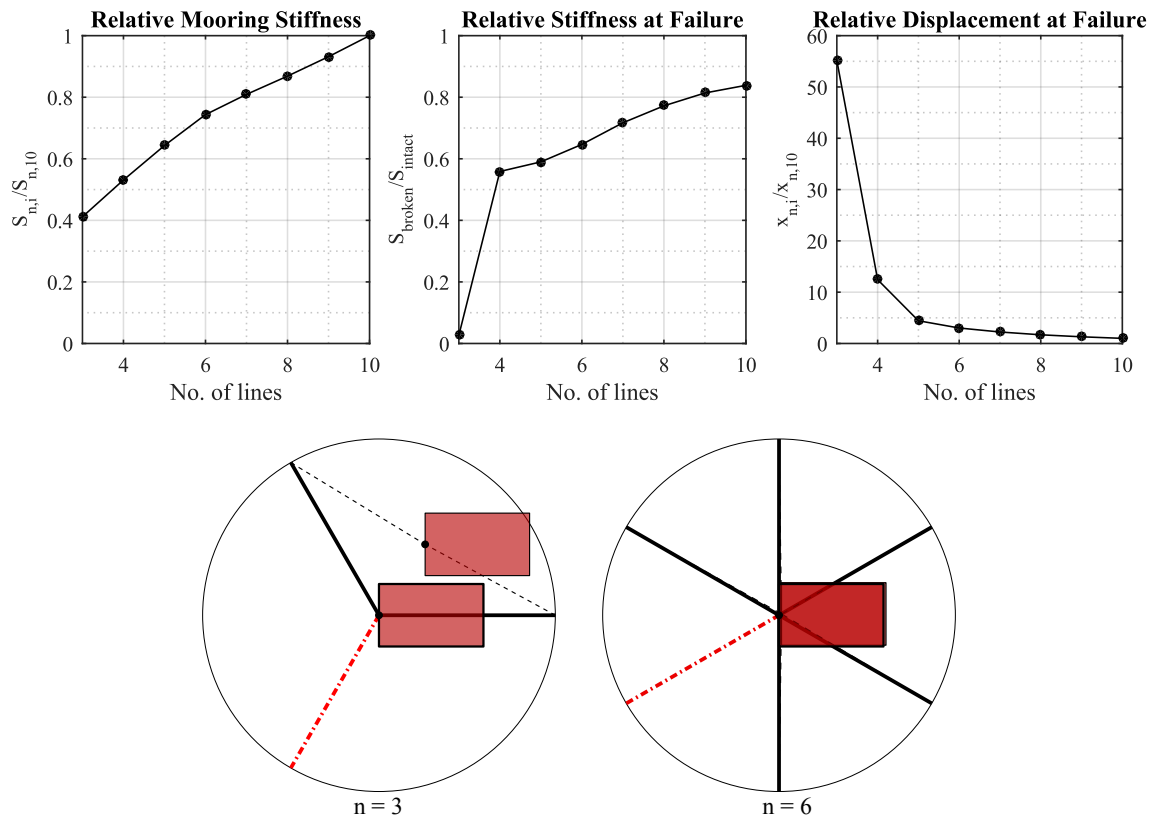 Relative Mooring Stiffness
1
0.8
0.6
0.4
0.2
0
4
6
8
10
S_n,i/S_n,10
No. of lines
Relative Stiffness at Failure
1
0.8
0.6
0.4
0.2
0
4
6
8
10
S_broken/S_intact
No. of lines
Relative Displacement at Failure
60
50
40
30
20
10
0
4
6
8
10
x_n,i/x_n,10
No. of lines
n = 3
n = 6